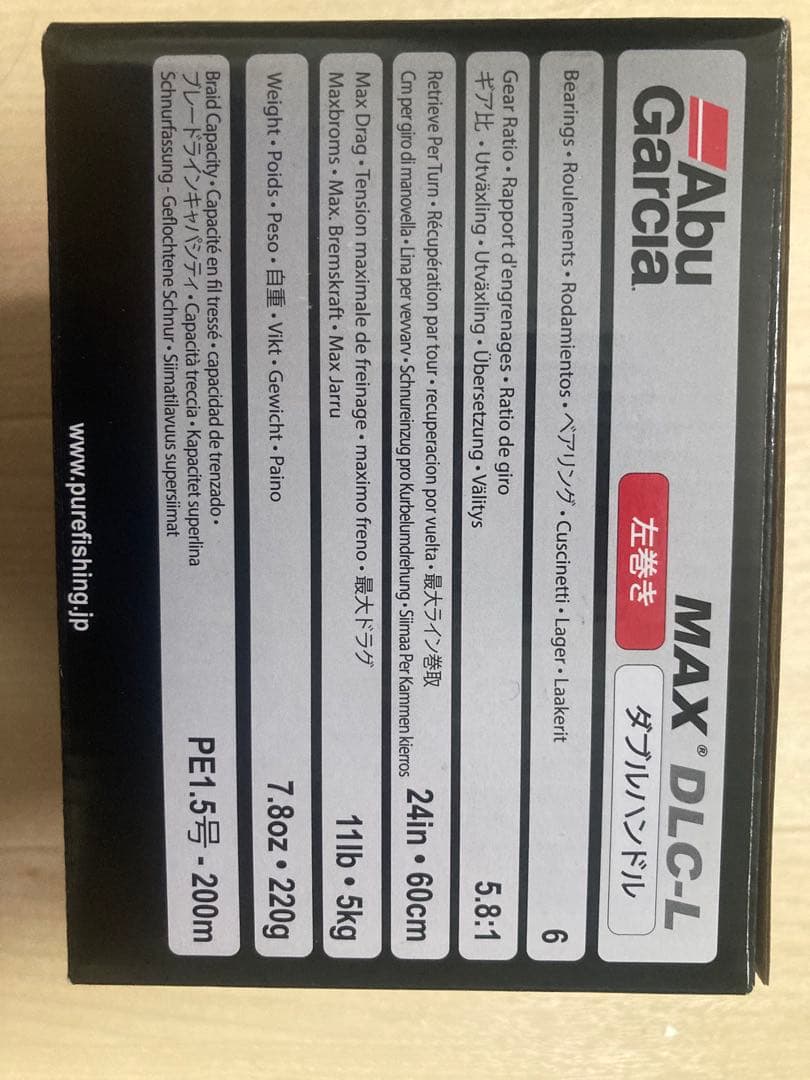 Abu
Garcia
MAX® DLC-L
左巻き
ダブルハンドル
Bearings • Roulements • Rodamientos • ベアリング • Cuscinetti • Lager • Laakerit
6
Gear Ratio • Rapport d'engrenages • Ratio de giro
ギア比 • Utväxling • Utväxling • Übersetzung • Välitys
5.8:1
Retrieve Per Turn • Récupération par tour • recuperacion por vuelta • 最大ライン巻取
Cm per giro di manovella • Lina per vevvarv • Schnureinzug pro Kurbelumdrehung • Siimaa Per Kammen kierros
24in • 60cm
Max Drag • Tension maximale de freinage • maximo freno • 最大ドラグ
Maxbroms • Max. Bremskraft • Max Jarru
11lb • 5kg
Weight • Poids • Peso • 自重 • Vikt • Gewicht • Paino
7.8oz • 220g
Braid Capacity • Capacité en fil tressé • capacidad de trenzado •
ブレードラインキャパシティ • Capacità treccia • Kapacitet superlina
Schnurfassung - Geflochtene Schnur • Siimatilavuus supersiimat
PE1.5号 - 200m
www.purefishing.jp